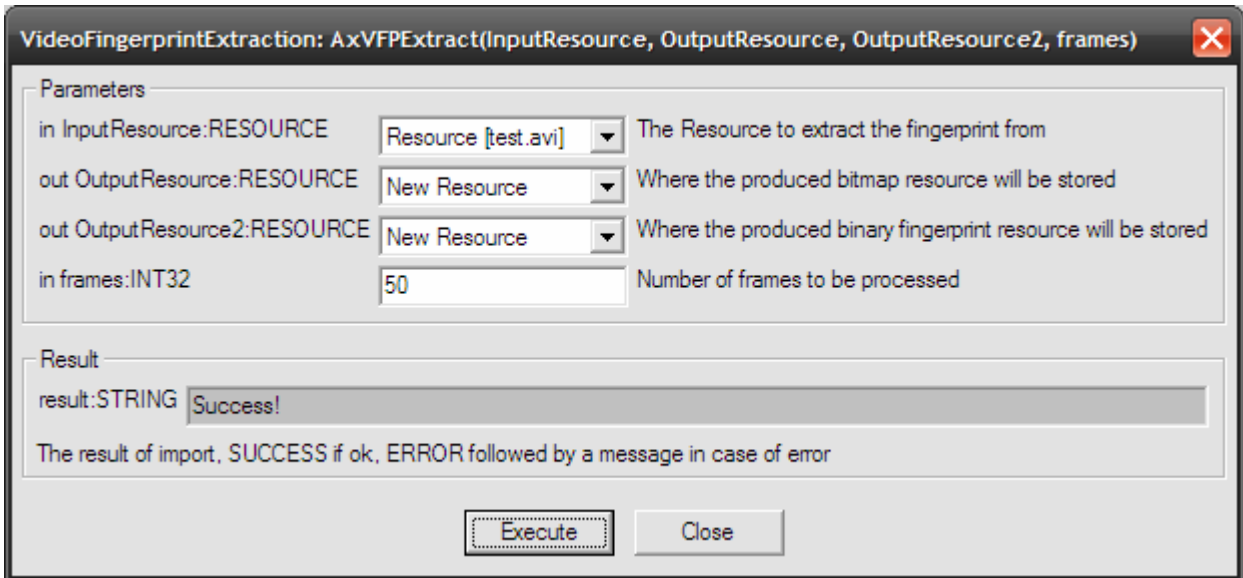 VideoFingerprintExtraction: AxVFPExtract(InputResource, OutputResource, OutputResource2, frames)
Parameters
in InputResource:RESOURCE Resource [test.avi] The Resource to extract the fingerprint from
out OutputResource:RESOURCE New Resource Where the produced bitmap resource will be stored
out OutputResource2:RESOURCE New Resource Where the produced binary fingerprint resource will be stored
in frames:INT32 50 Number of frames to be processed
Result
result:STRING Success!
The result of import, SUCCESS if ok, ERROR followed by a message in case of error
Execute Close